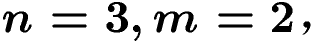 n = 3, m = 2,